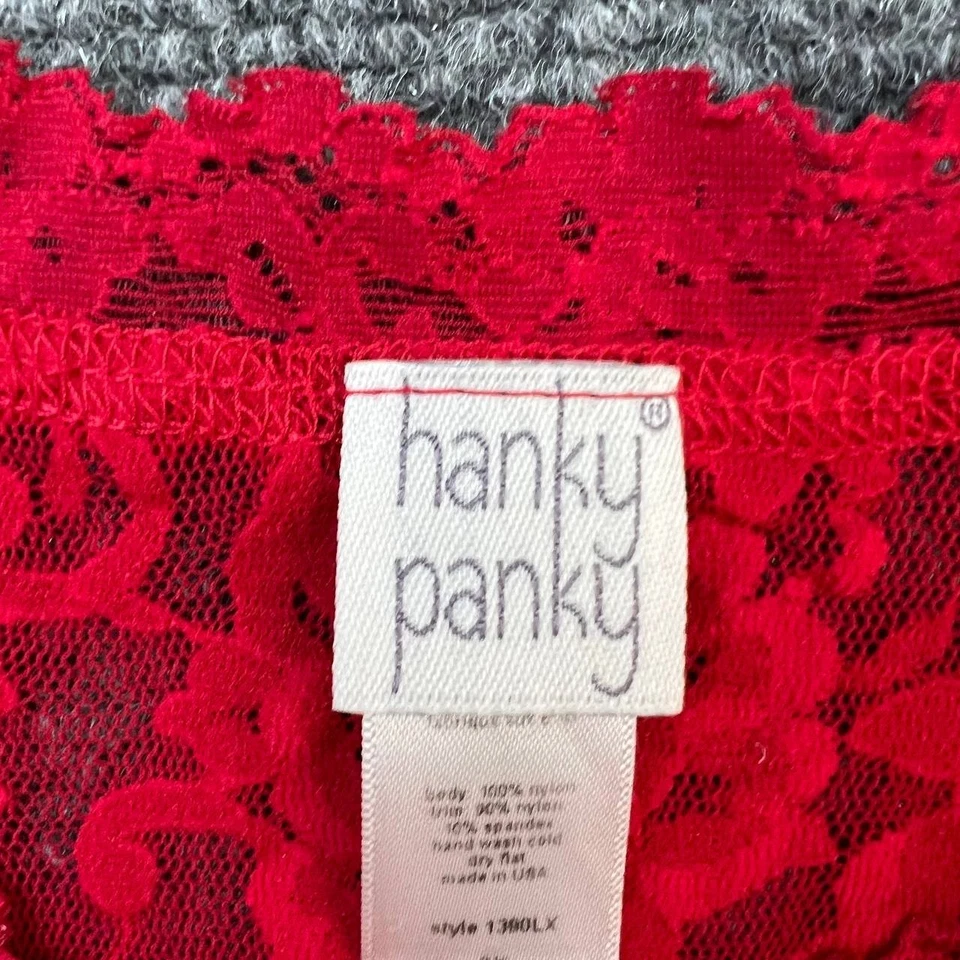 hanky®
panky
body 100% nylon
trim 90% nylon
10% spandex
hand wash cold
dry flat
made in USA
style 1390LX